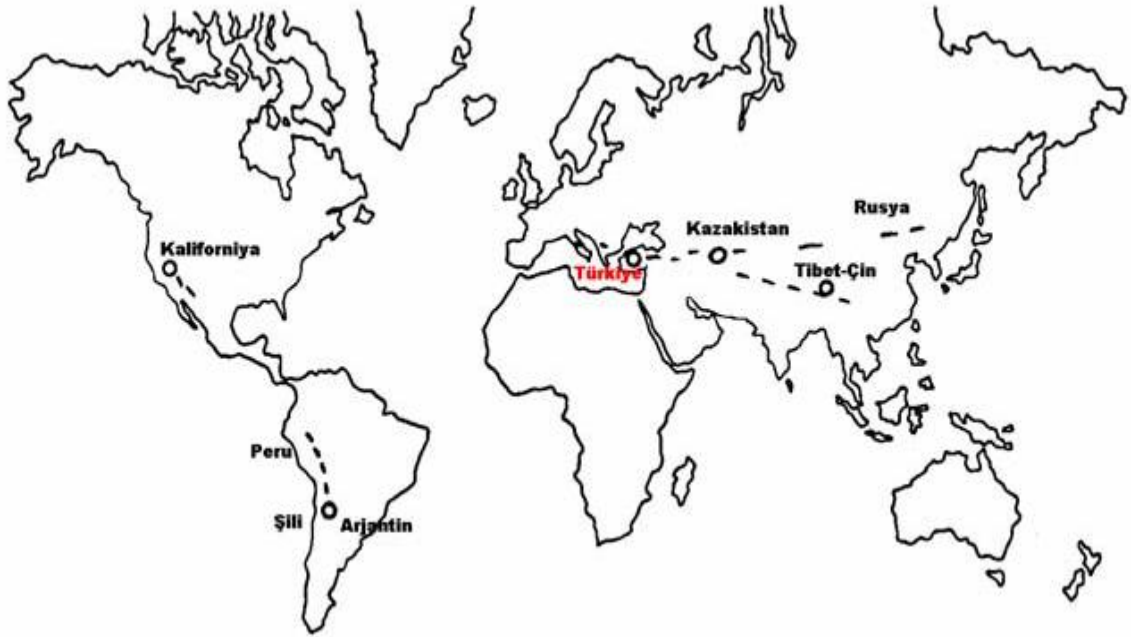 Rusya
Kazakistan
Kaliforniya
Türkiye
Tibet-Çin
Peru
Şili
Arjantin